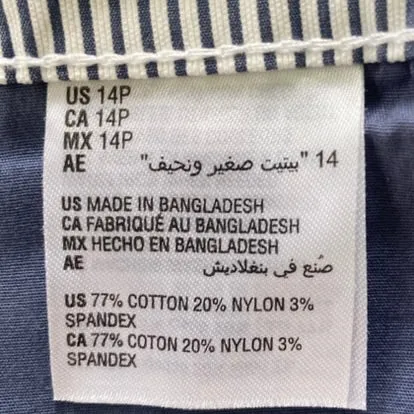 US 14P
CA 14P
MX 14P
AE 14 "بيتيت صغير ونحيف"
US MADE IN BANGLADESH
CA FABRIQUÉ AU BANGLADESH
MX HECHO EN BANGLADESH
AE صُنع في بنغلاديش
US 77% COTTON 20% NYLON 3%
SPANDEX
CA 77% COTON 20% NYLON 3%
SPANDEX